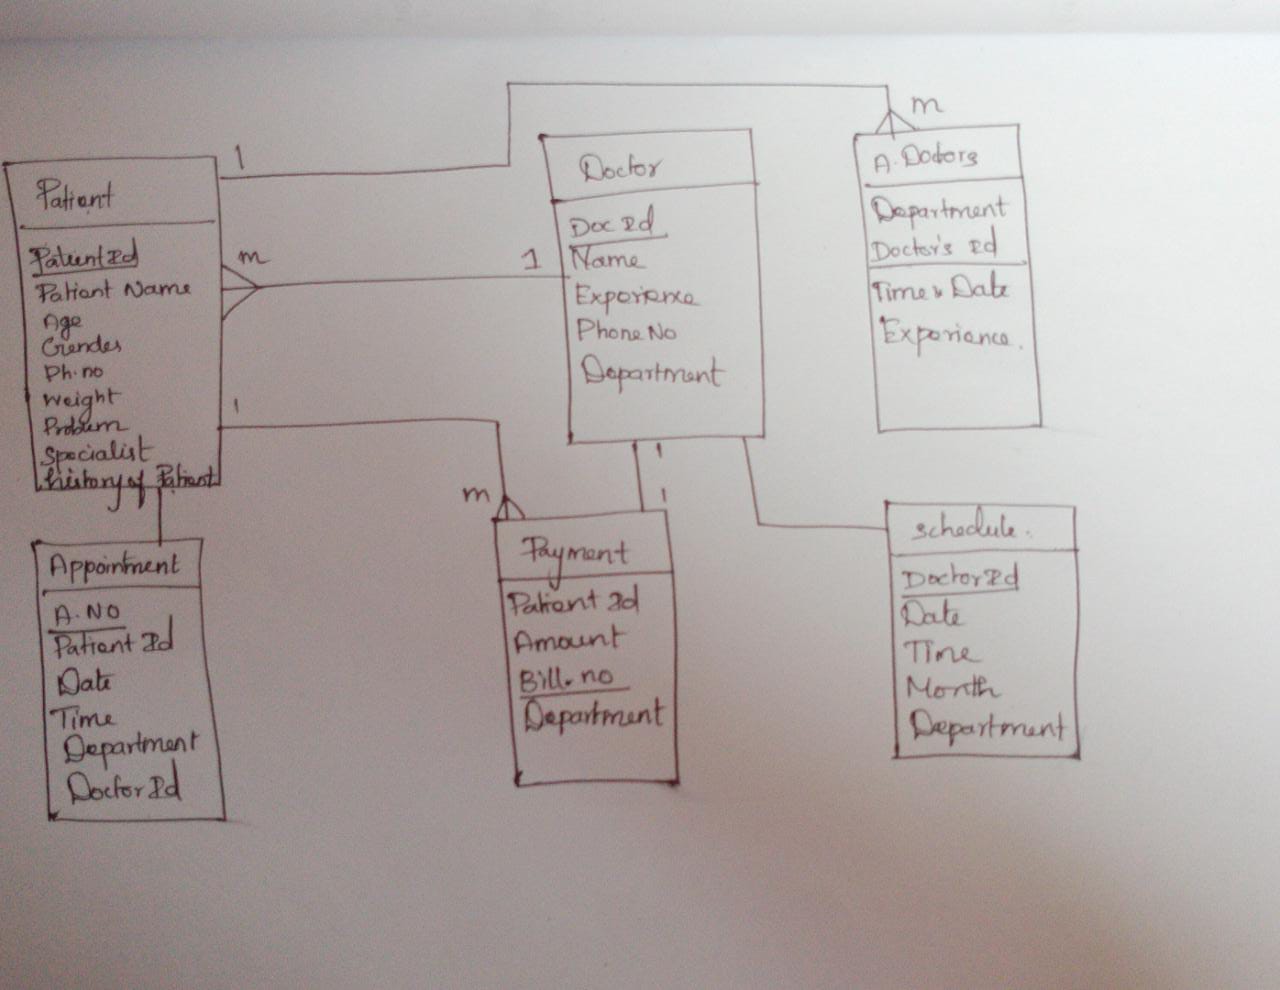 Patient
Patient Id
Patient Name
Age
Gender
Ph.no
Weight
Problem
Specialist
history of Patient
1
m
1
Appointment
A.NO
Patient Id
Date
Time
Department
Doctor Id
Doctor
Doc Id
Name
Experience
Phone No
Department
1
1
1
m
Payment
Patient Id
Amount
Bill.no
Department
m
A.Doctors
Department
Doctor's Id
Time & Date
Experience.
Schedule.
Doctor Id
Date
Time
Month
Department